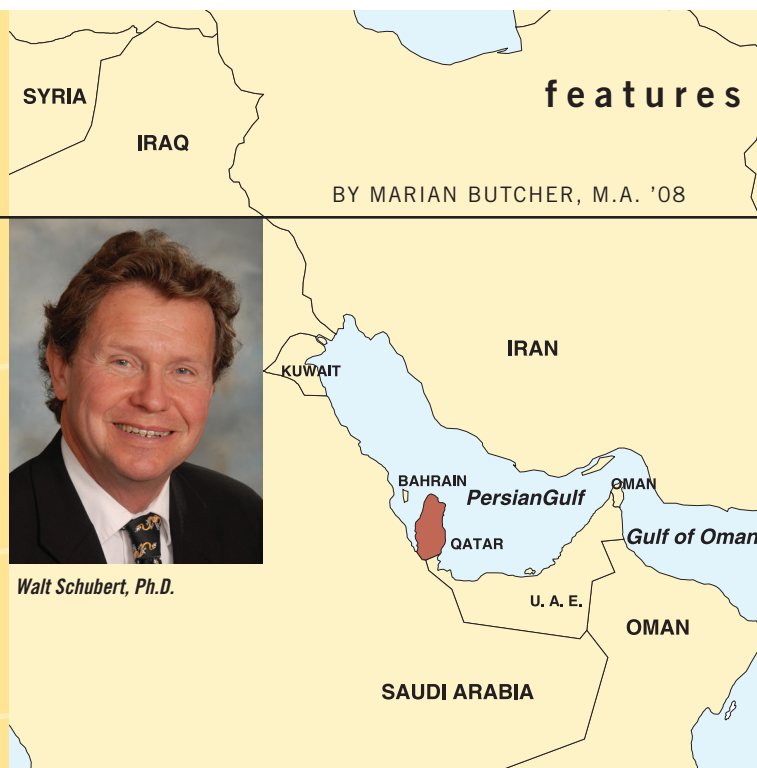 features
SYRIA
IRAQ
BY MARIAN BUTCHER, M.A. '08
IRAN
KUWAIT
BAHRAIN
PersianGulf
OMAN
QATAR
Gulf of Oman
Walt Schubert, Ph.D.
U. A. E.
OMAN
SAUDI ARABIA